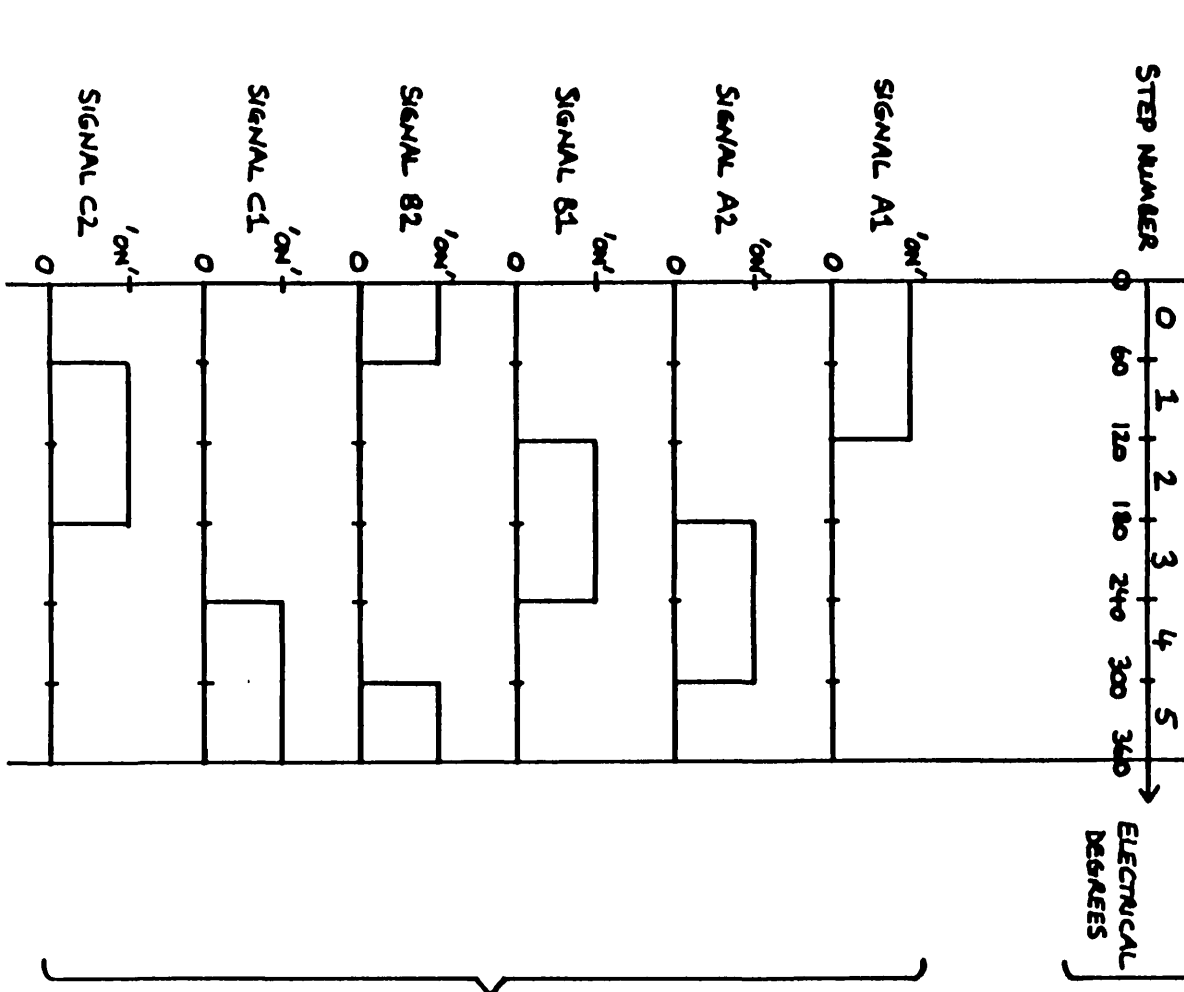 STEP NUMBER 0 1 2 3 4 5
0 60 120 180 240 300 360 ELECTRICAL
DEGREES
'ON'
SIGNAL A1
0
'ON'
SIGNAL A2
0
'ON'
SIGNAL B1
0
'ON'
SIGNAL B2
0
'ON'
SIGNAL C1
0
'ON'
SIGNAL C2
0